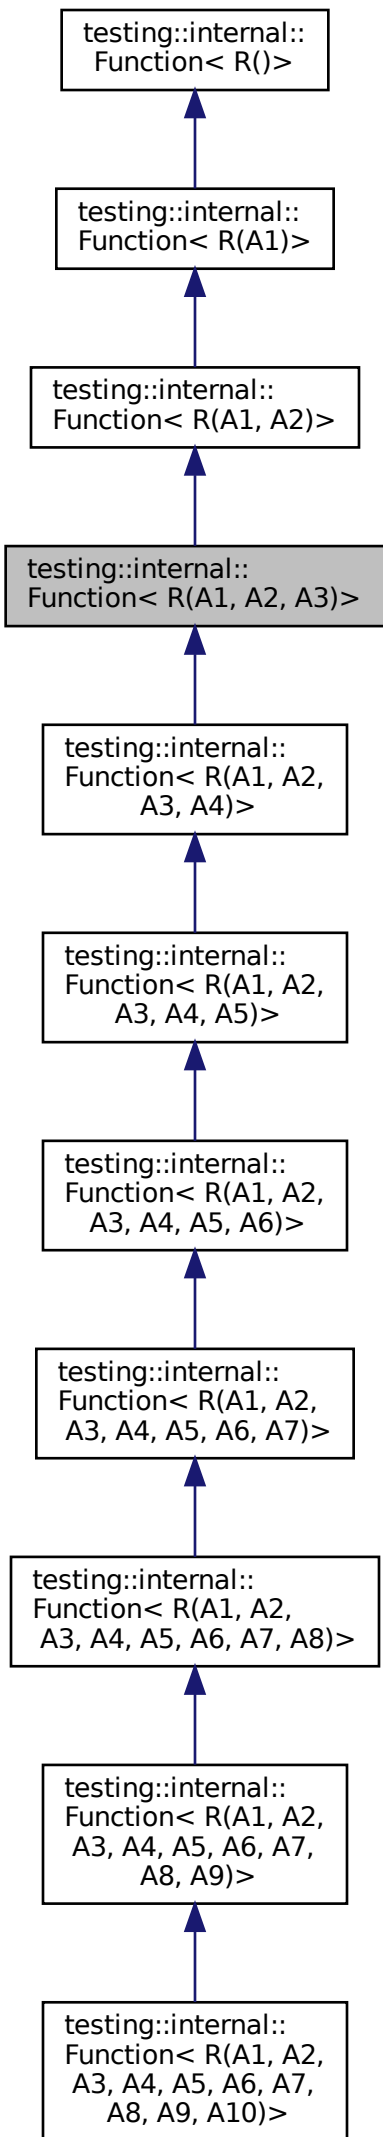 testing::internal::
Function< R()>
testing::internal::
Function< R(A1)>
testing::internal::
Function< R(A1, A2)>
testing::internal::
Function< R(A1, A2, A3)>
testing::internal::
Function< R(A1, A2,
A3, A4)>
testing::internal::
Function< R(A1, A2,
A3, A4, A5)>
testing::internal::
Function< R(A1, A2,
A3, A4, A5, A6)>
testing::internal::
Function< R(A1, A2,
A3, A4, A5, A6, A7)>
testing::internal::
Function< R(A1, A2,
A3, A4, A5, A6, A7, A8)>
testing::internal::
Function< R(A1, A2,
A3, A4, A5, A6, A7,
A8, A9)>
testing::internal::
Function< R(A1, A2,
A3, A4, A5, A6, A7,
A8, A9, A10)>